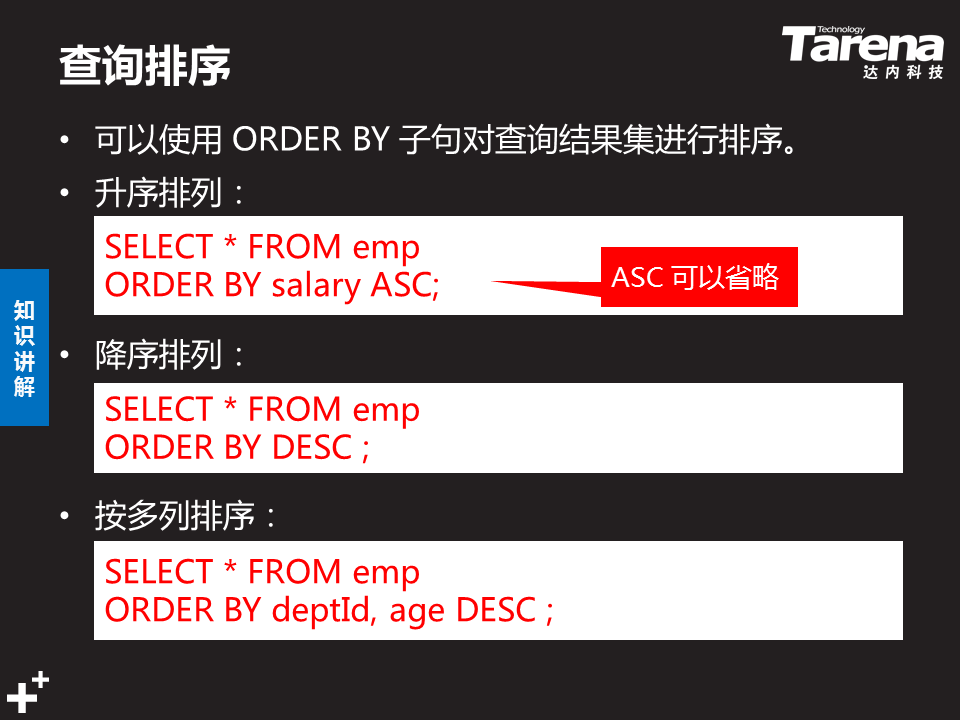 查询排序
Technology
Tarena
达内科技
• 可以使用 ORDER BY 子句对查询结果集进行排序。
• 升序排列：
SELECT * FROM emp
ORDER BY salary ASC;
ASC 可以省略
知识讲解
• 降序排列：
SELECT * FROM emp
ORDER BY DESC ;
• 按多列排序：
SELECT * FROM emp
ORDER BY deptId, age DESC ;